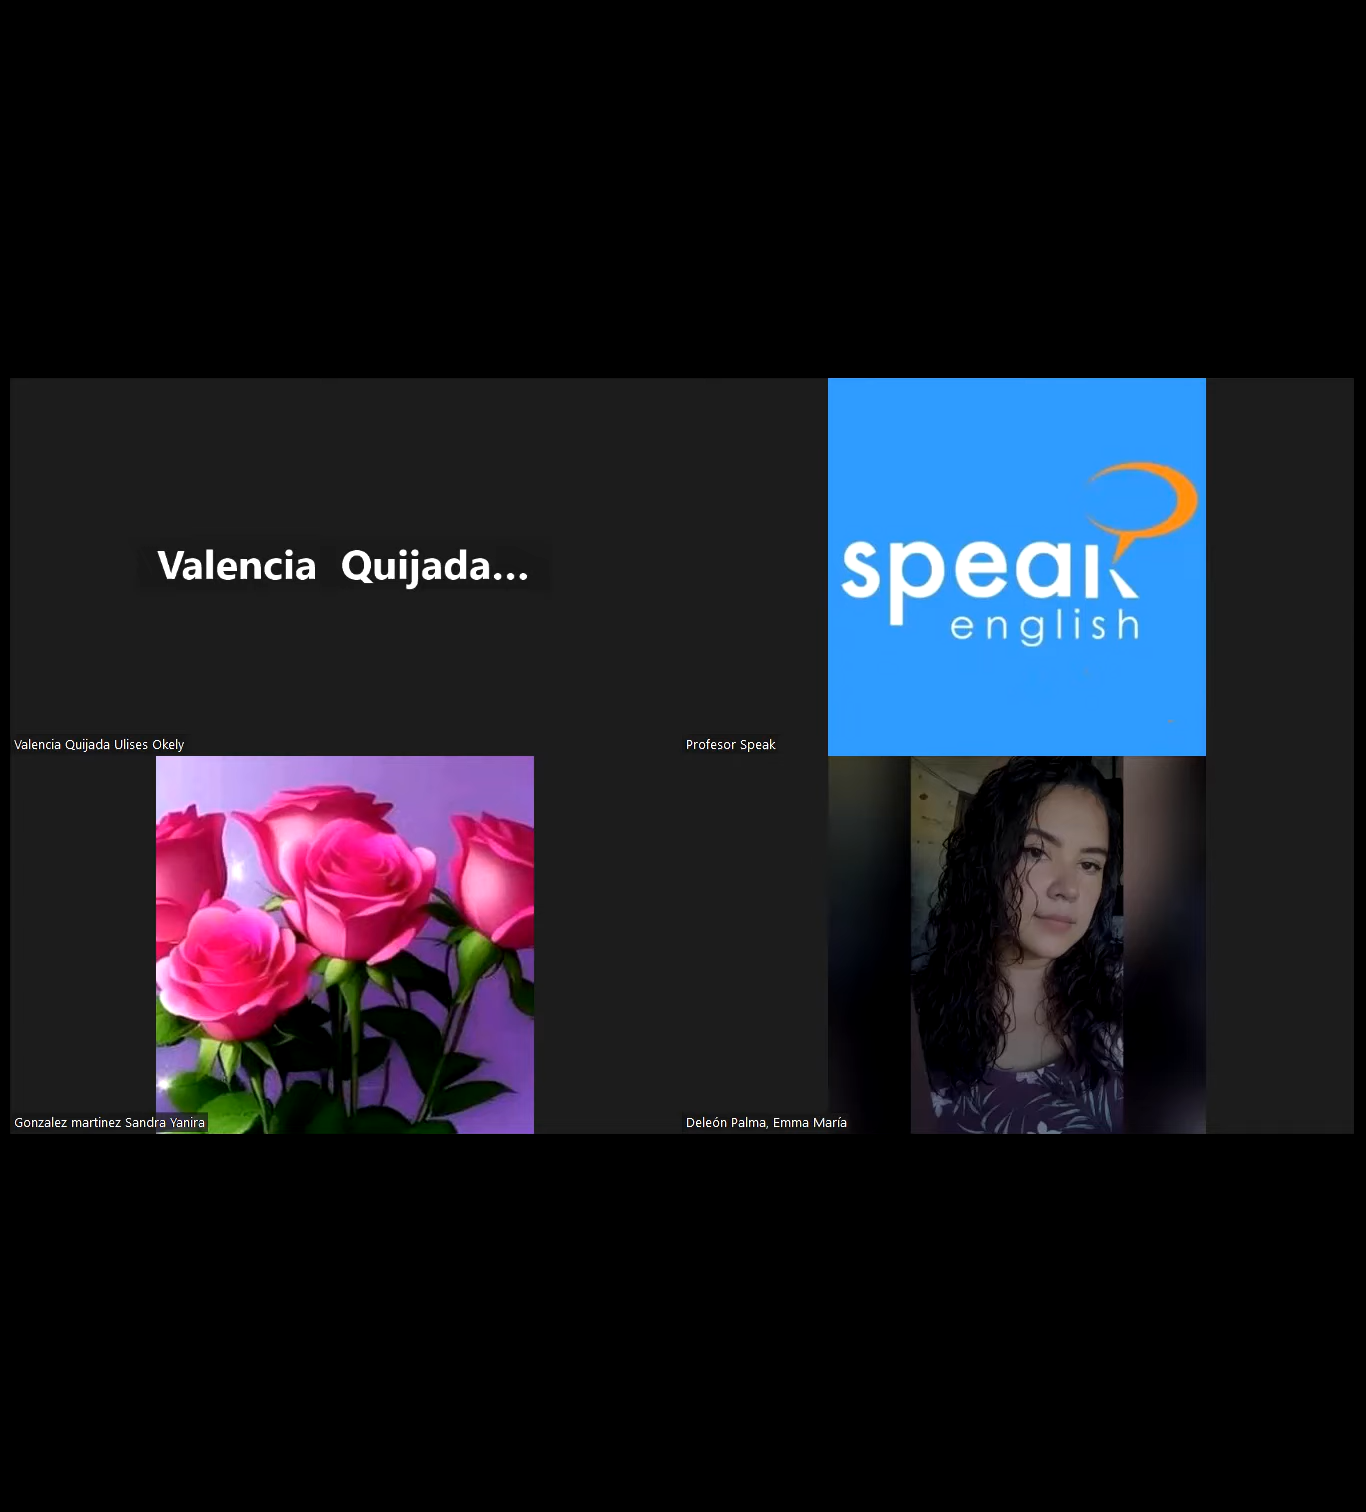 Valencia Quijada...
speak
english
Valencia Quijada Ulises Okely
Profesor Speak
Gonzalez martinez Sandra Yanira
Deleón Palma, Emma María